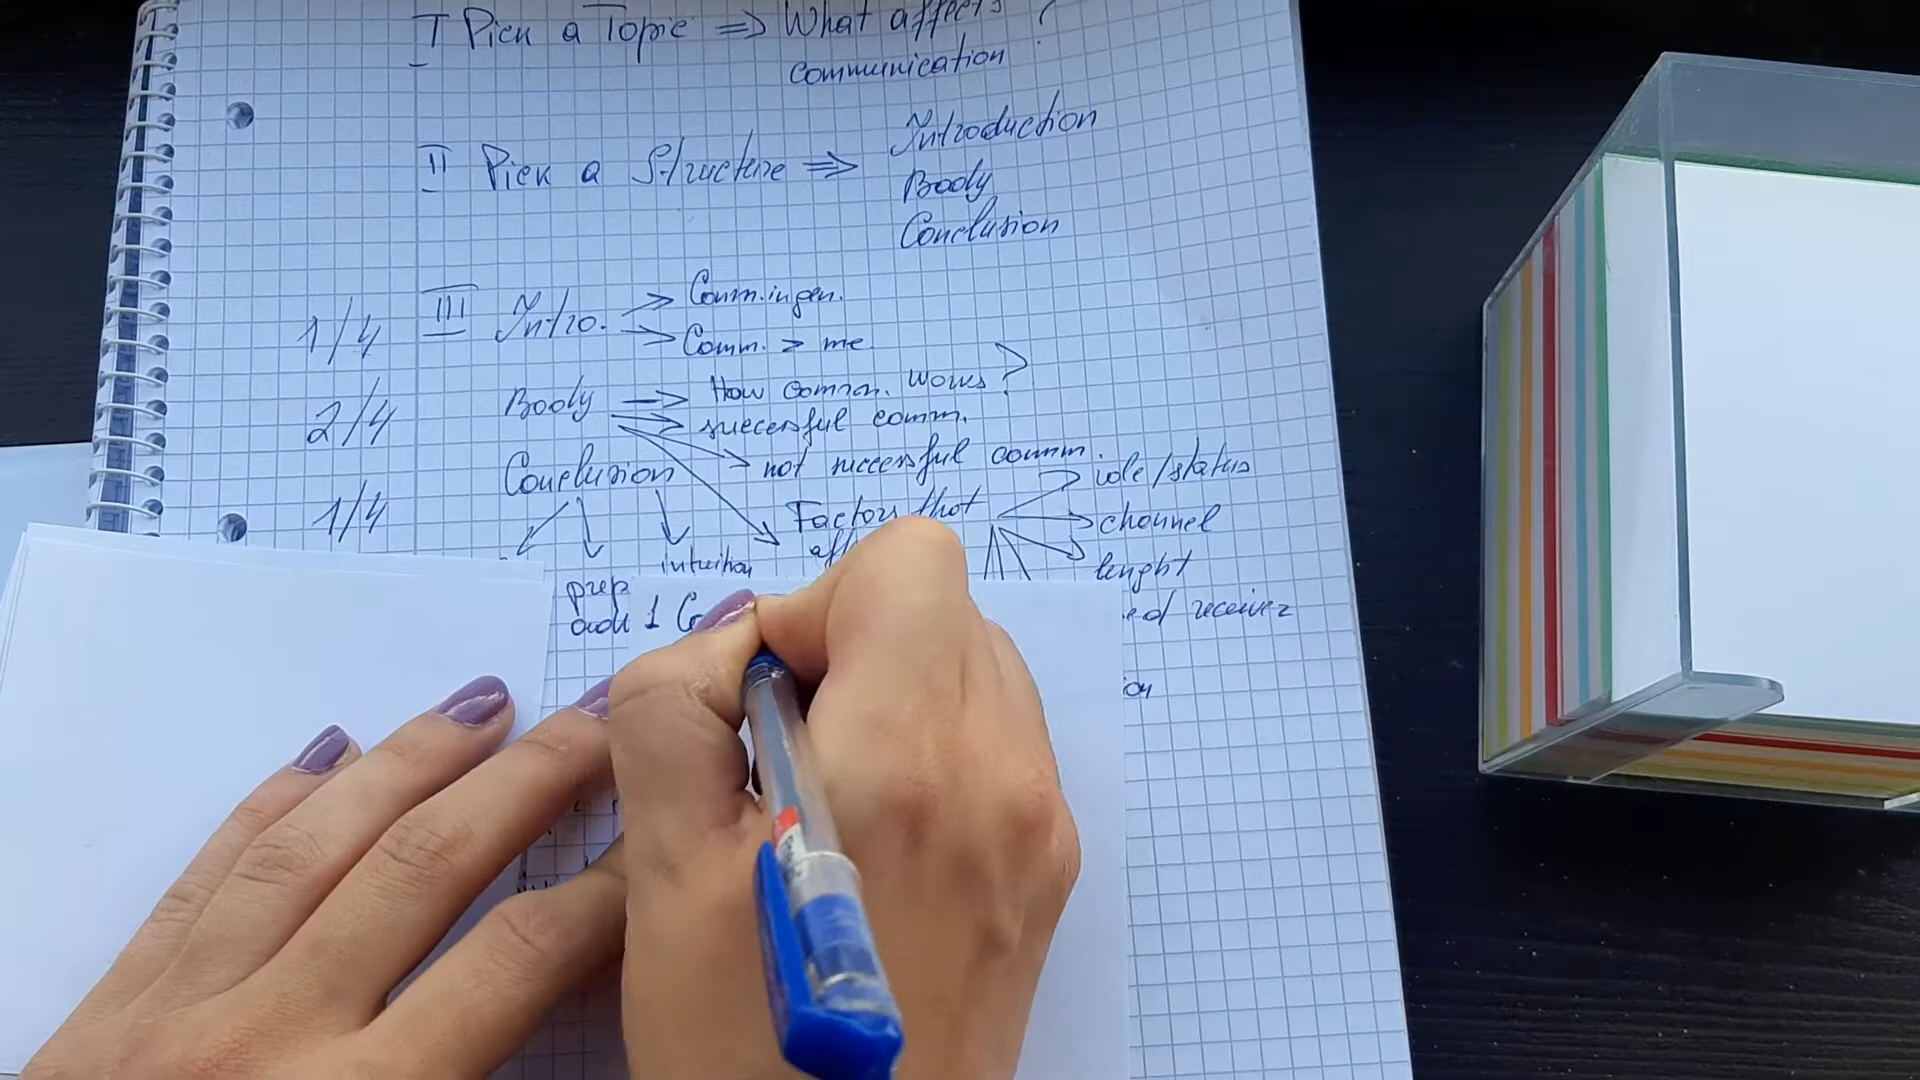 I Pick a Topic => What affects ?
communication
II Pick a Structure =>
Introduction
Body
Conclusion
1/4 III Intro. Comm. in gen.
Comm. > me
2/4 Body How comm. works?
successful comm.
not successful comm.
1/4 Conclusion
Factors that
role/status
channel
lenght
intuition
prep
1
receiver